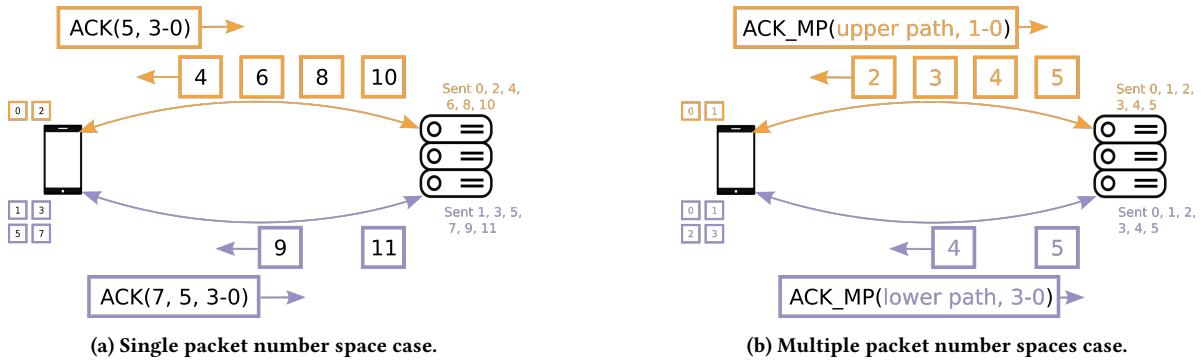 ACK(5, 3-0)
4 6 8 10
Sent 0, 2, 4,
6, 8, 10
0 2
1 3
5 7
Sent 1, 3, 5,
7, 9, 11
9 11
ACK(7, 5, 3-0)
(a) Single packet number space case.
ACK_MP(upper path, 1-0)
2 3 4 5
Sent 0, 1, 2,
3, 4, 5
0 1
0 1
2 3
Sent 0, 1, 2,
3, 4, 5
4 5
ACK_MP(lower path, 3-0)
(b) Multiple packet number spaces case.